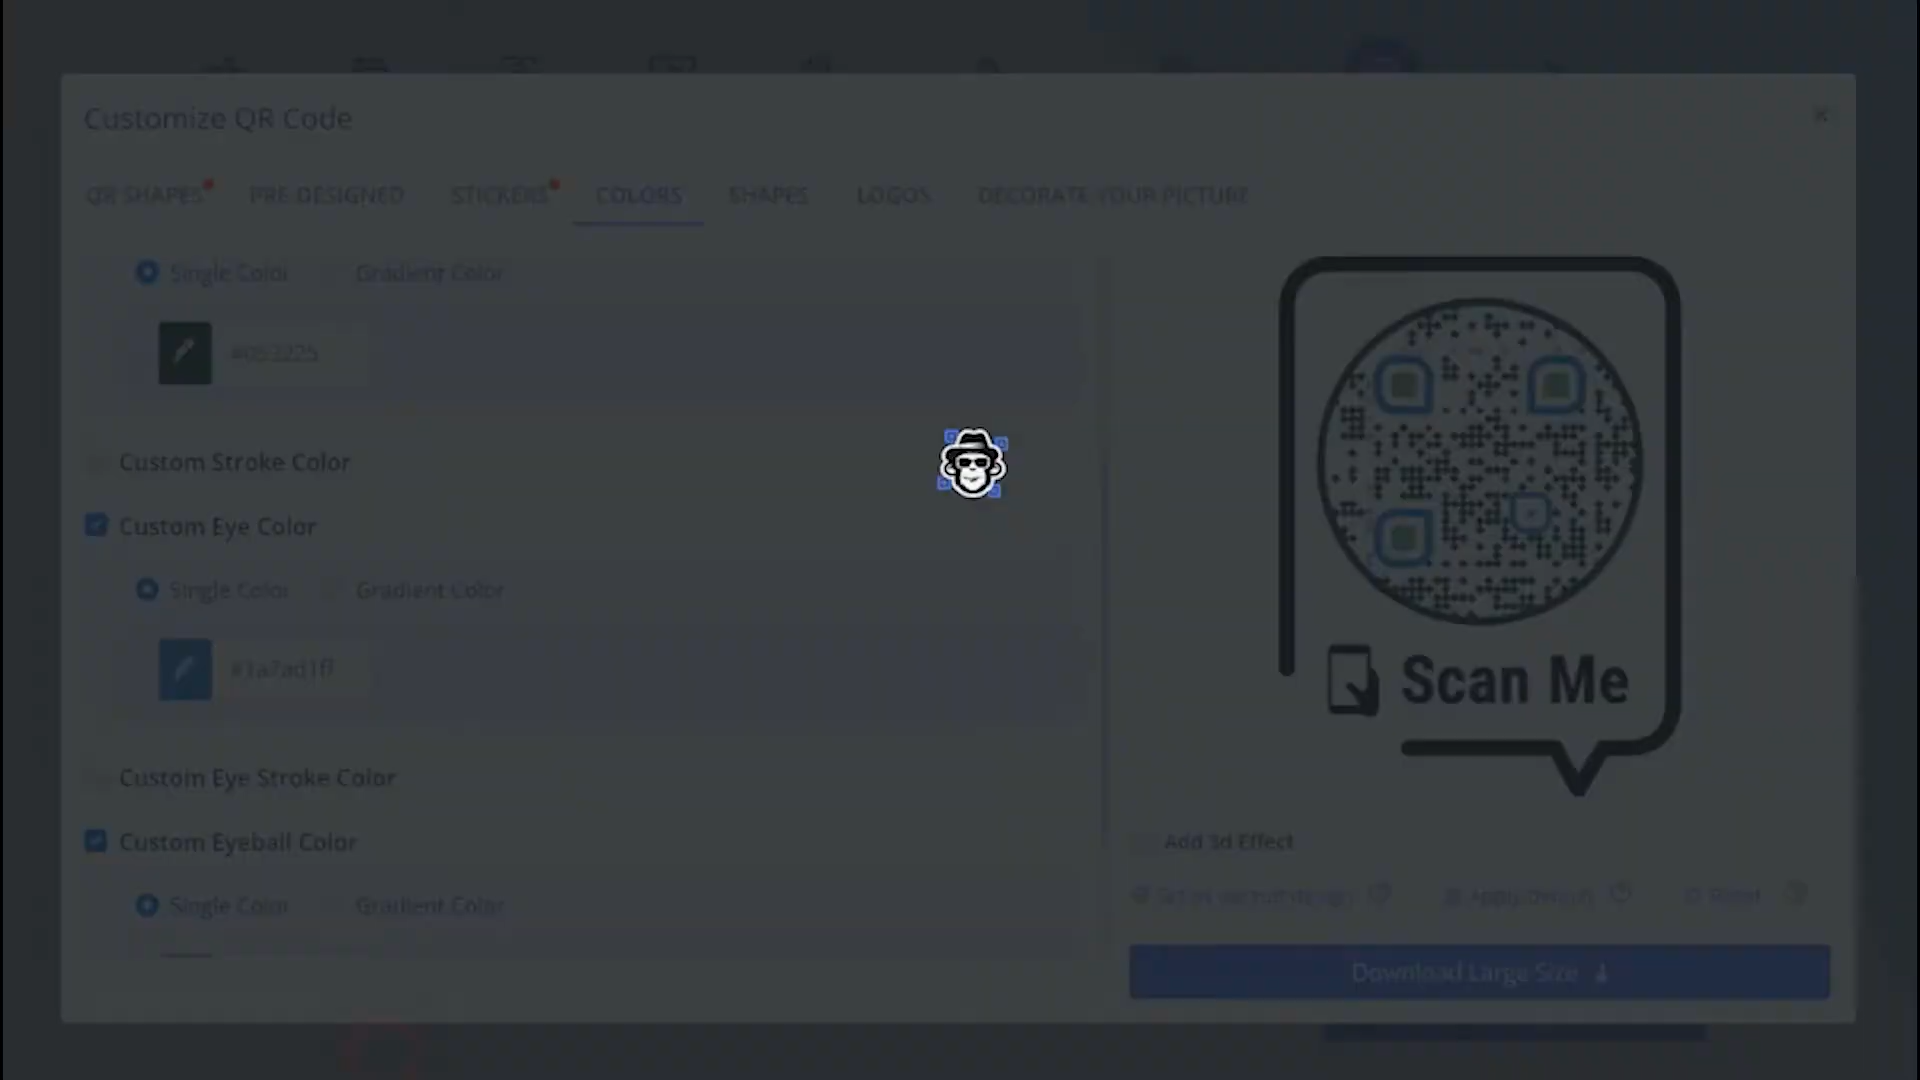 Customize QR Code
QR SHAPES PRE DESIGNED STICKERS COLORS SHAPES LOGOS DECORATE YOUR PICTURE
Single Color Gradient Color
Custom Stroke Color
Custom Eye Color
Single Color Gradient Color
Custom Eye Stroke Color
Custom Eyeball Color
Single Color Gradient Color
Scan Me
Add 3d Effect
Reset
Download Large Size